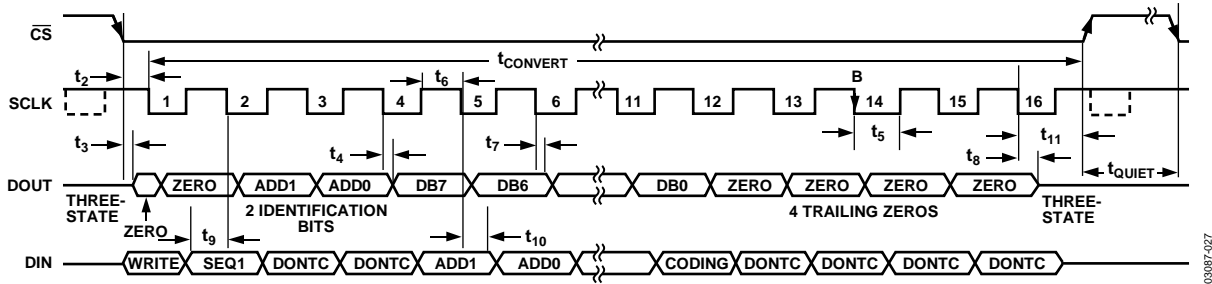 CS
tCONVERT
t2
t6
B
SCLK
1 2 3 4 5 6 11 12 13 14 15 16
t3
t4
t7
t5
t11
t8
tQUIET
DOUT
ZERO ADD1 ADD0 DB7 DB6 DB0 ZERO ZERO ZERO ZERO
THREE-
STATE
ZERO
2 IDENTIFICATION
BITS
4 TRAILING ZEROS
THREE-
STATE
t9
t10
DIN
WRITE SEQ1 DONTC DONTC ADD1 ADD0 CODING DONTC DONTC DONTC DONTC
03087-027